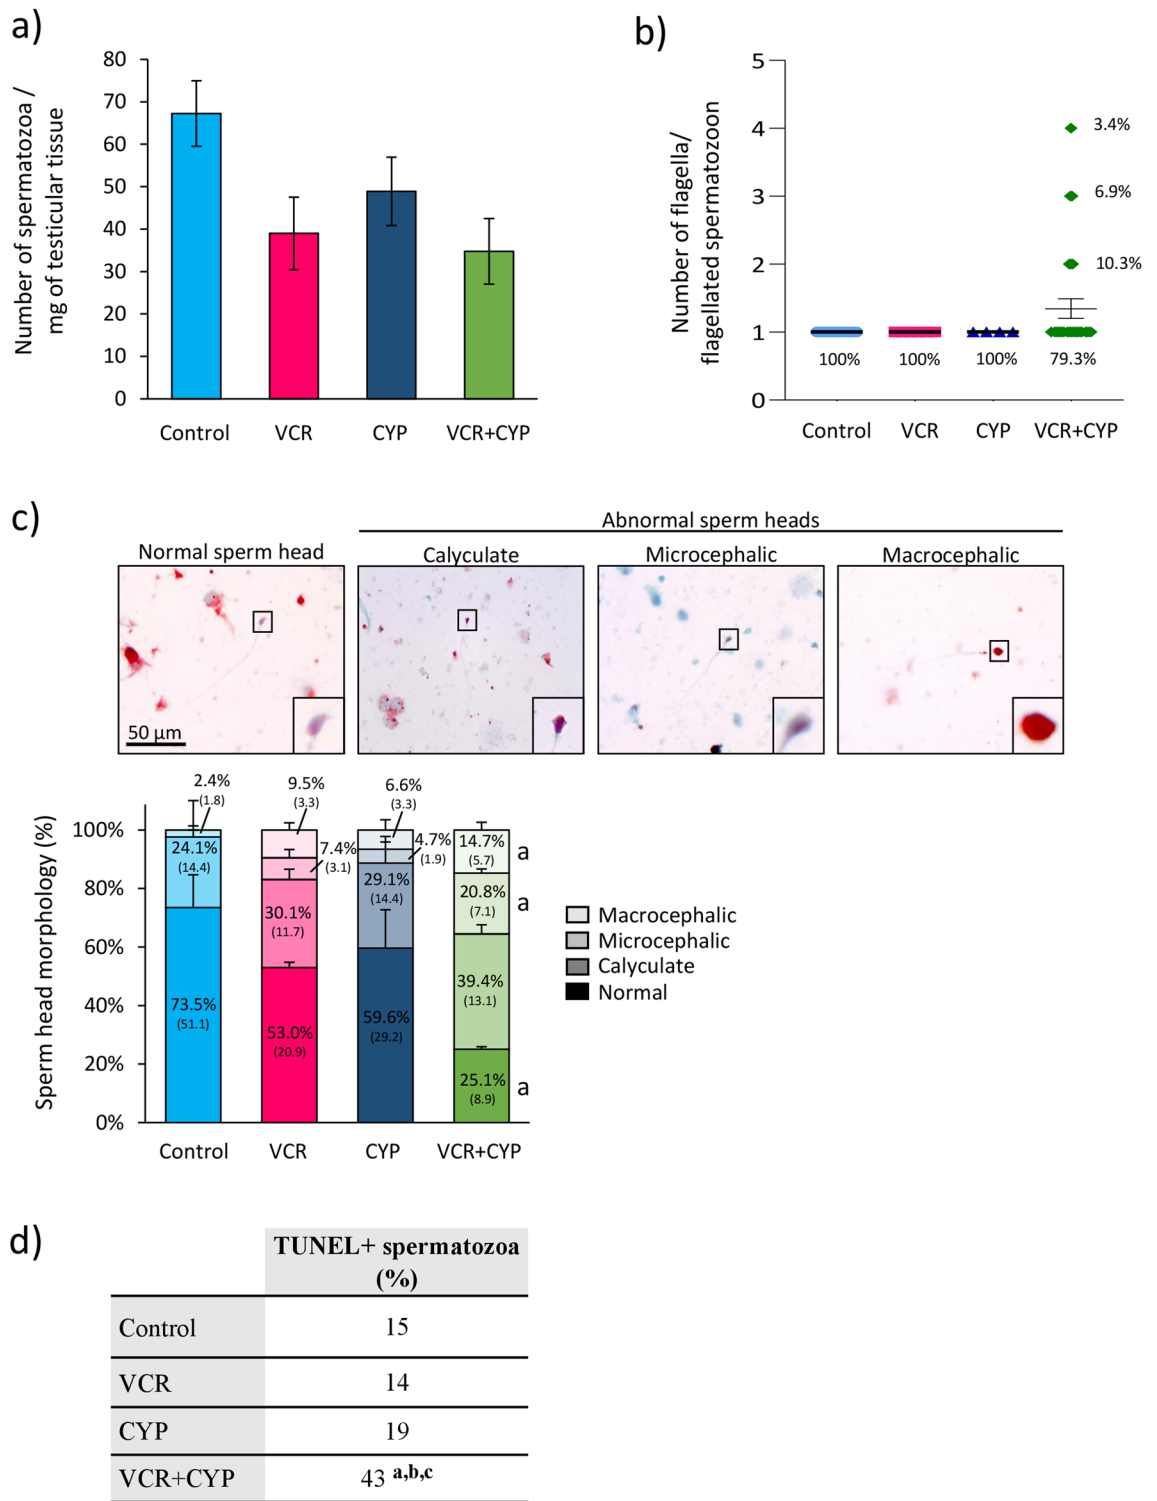 a)
Number of spermatozoa /
mg of testicular tissue
80
70
60
50
40
30
20
10
0
Control VCR CYP VCR+CYP
b)
Number of flagella/
flagellated spermatozoon
5
4
3
2
1
0
3.4%
6.9%
10.3%
100% 100% 100% 79.3%
Control VCR CYP VCR+CYP
c)
Abnormal sperm heads
Normal sperm head Calyculate Microcephalic Macrocephalic
50 µm
Sperm head morphology (%)
100%
80%
60%
40%
20%
0%
2.4%
(1.8)
24.1%
(14.4)
73.5%
(51.1)
9.5%
(3.3)
7.4%
(3.1)
30.1%
(11.7)
53.0%
(20.9)
6.6%
(3.3)
4.7%
(1.9)
29.1%
(14.4)
59.6%
(29.2)
14.7%
(5.7)
a
20.8%
(7.1)
a
39.4%
(13.1)
25.1%
(8.9)
a
Control VCR CYP VCR+CYP
Macrocephalic
Microcephalic
Calyculate
Normal
d)
TUNEL+ spermatozoa
(%)
Control 15
VCR 14
CYP 19
VCR+CYP 43 a,b,c